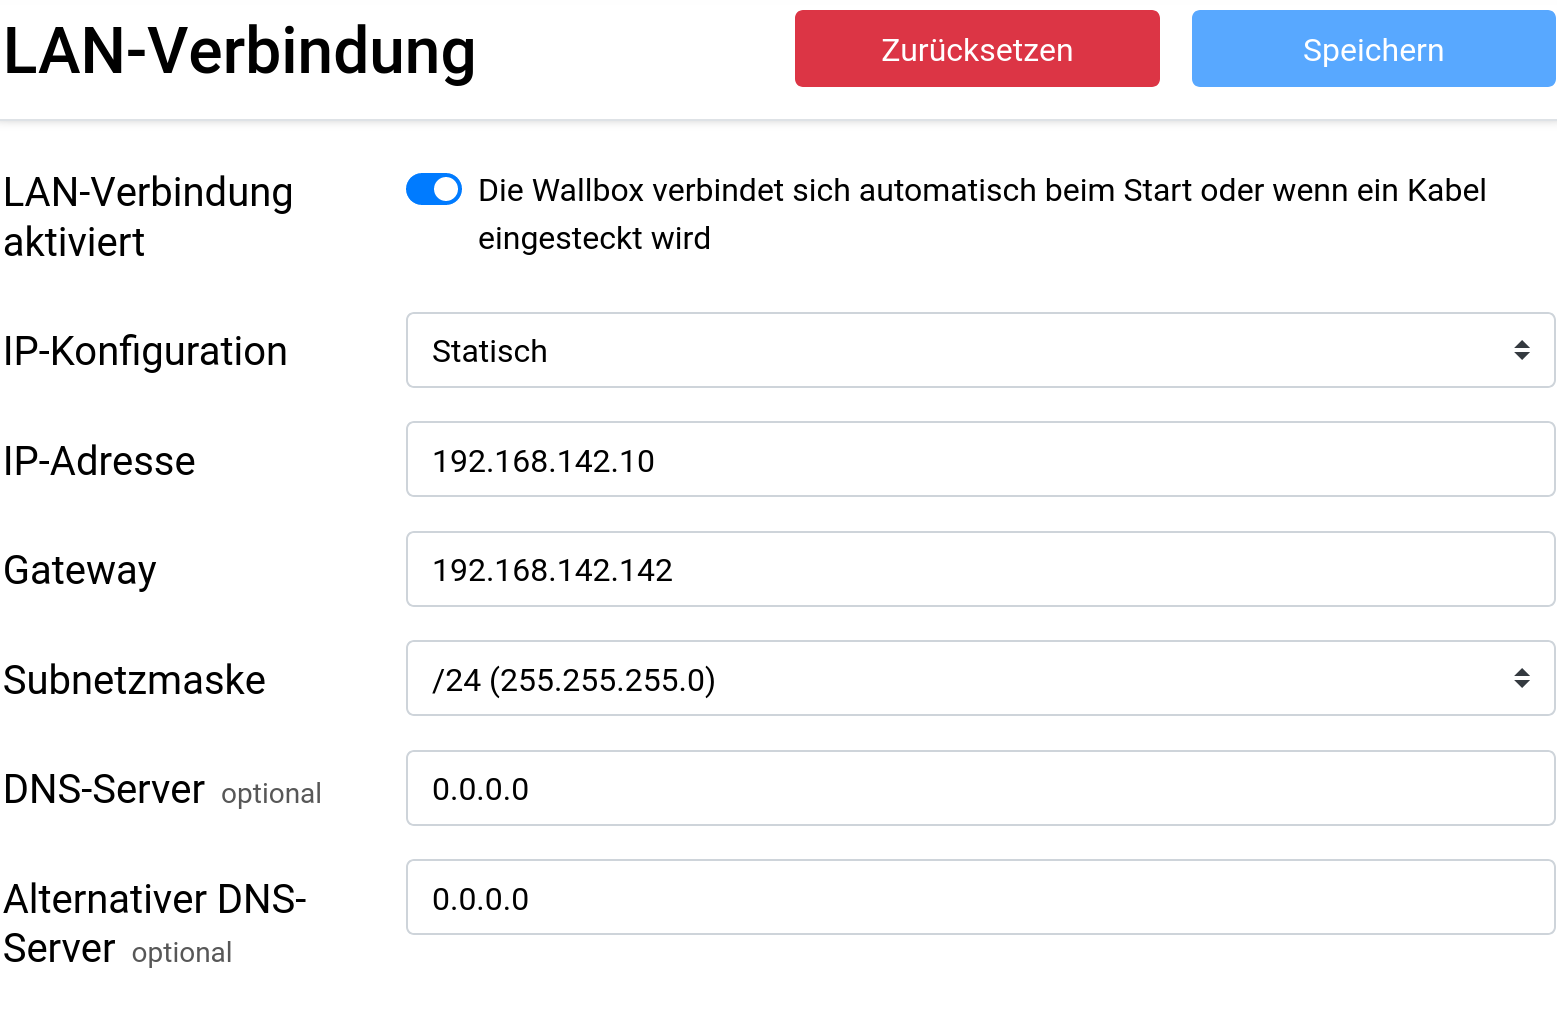 LAN-Verbindung
Zurücksetzen
Speichern
LAN-Verbindung
aktiviert
Die Wallbox verbindet sich automatisch beim Start oder wenn ein Kabel
eingesteckt wird
IP-Konfiguration
Statisch
IP-Adresse
192.168.142.10
Gateway
192.168.142.142
Subnetzmaske
/24 (255.255.255.0)
DNS-Server optional
0.0.0.0
Alternativer DNS-
Server optional
0.0.0.0